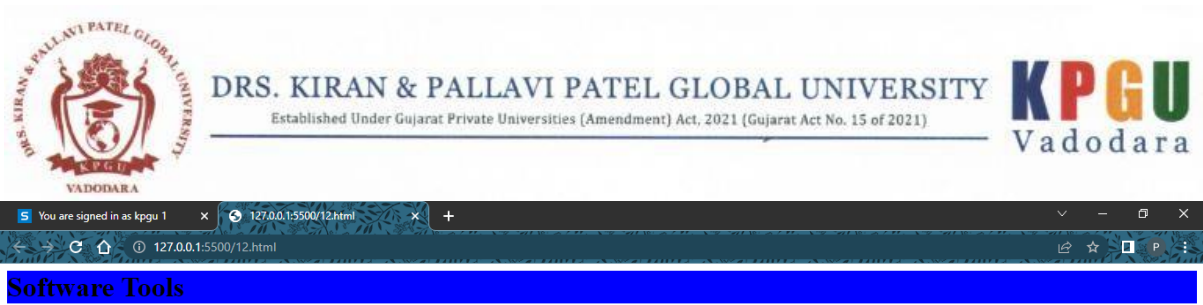 DRS. KIRAN & PALLAVI PATEL GLOBAL UNIVERSITY
KPGU
VADODARA
DRS. KIRAN & PALLAVI PATEL GLOBAL UNIVERSITY
Established Under Gujarat Private Universities (Amendment) Act, 2021 (Gujarat Act No. 15 of 2021)
KPGU
Vadodara
You are signed in as kpgu 1
127.0.0.1:5500/12.html
127.0.0.1:5500/12.html
P
Software Tools